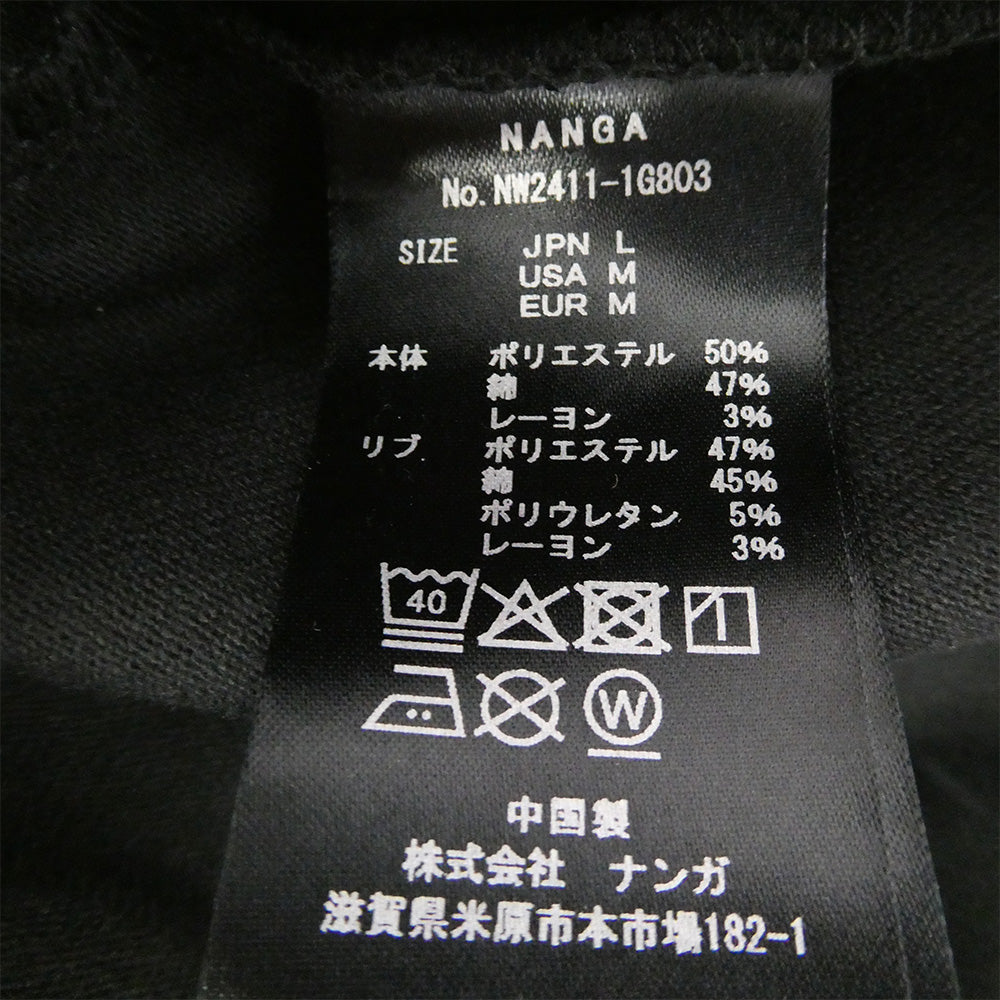 NANGA
No.NW2411-1G803
SIZE JPN L
USA M
EUR M
本体 ポリエステル 50%
綿 47%
レーヨン 3%
リブ ポリエステル 47%
綿 45%
ポリウレタン 5%
レーヨン 3%
40
W
中国製
株式会社 ナンガ
滋賀県米原市本市場182-1